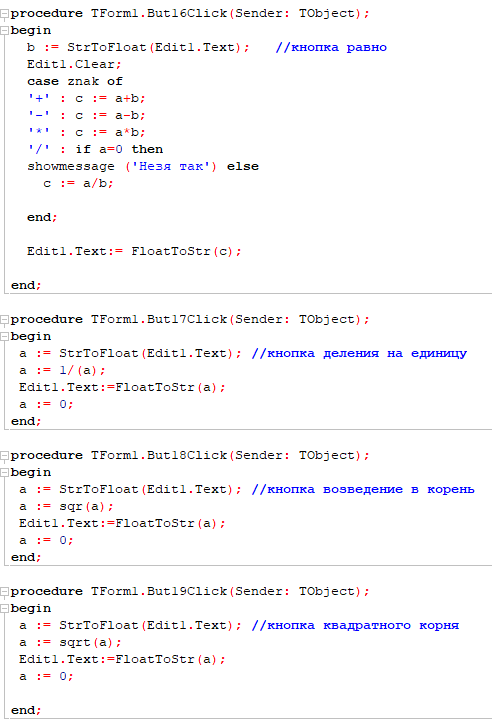 procedure TForm1.But16Click(Sender: TObject);
begin
b := StrToFloat(Edit1.Text); //кнопка равно
Edit1.Clear;
case znak of
'+' : c := a+b;
'-' : c := a-b;
'*' : c := a*b;
'/' : if a=0 then
showmessage ('Незя так') else
c := a/b;
end;
Edit1.Text:= FloatToStr(c);
end;
procedure TForm1.But17Click(Sender: TObject);
begin
a := StrToFloat(Edit1.Text); //кнопка деления на единицу
a := 1/(a);
Edit1.Text:=FloatToStr(a);
a := 0;
end;
procedure TForm1.But18Click(Sender: TObject);
begin
a := StrToFloat(Edit1.Text); //кнопка возведение в корень
a := sqr(a);
Edit1.Text:=FloatToStr(a);
a := 0;
end;
procedure TForm1.But19Click(Sender: TObject);
begin
a := StrToFloat(Edit1.Text); //кнопка квадратного корня
a := sqrt(a);
Edit1.Text:=FloatToStr(a);
a := 0;
end;